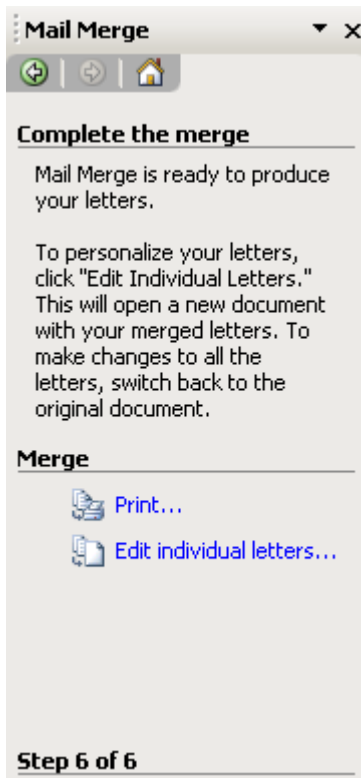 Mail Merge
Complete the merge
Mail Merge is ready to produce
your letters.
To personalize your letters,
click "Edit Individual Letters."
This will open a new document
with your merged letters. To
make changes to all the
letters, switch back to the
original document.
Merge
Print...
Edit individual letters...
Step 6 of 6